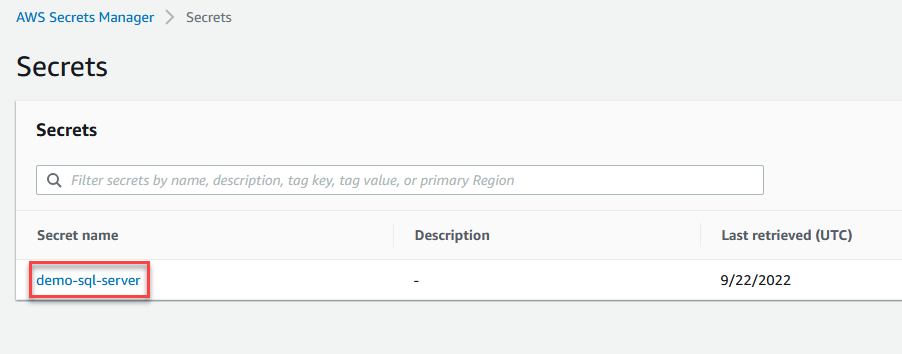 AWS Secrets Manager > Secrets
Secrets
Secrets
Filter secrets by name, description, tag key, tag value, or primary Region
Secret name Description Last retrieved (UTC)
demo-sql-server - 9/22/2022